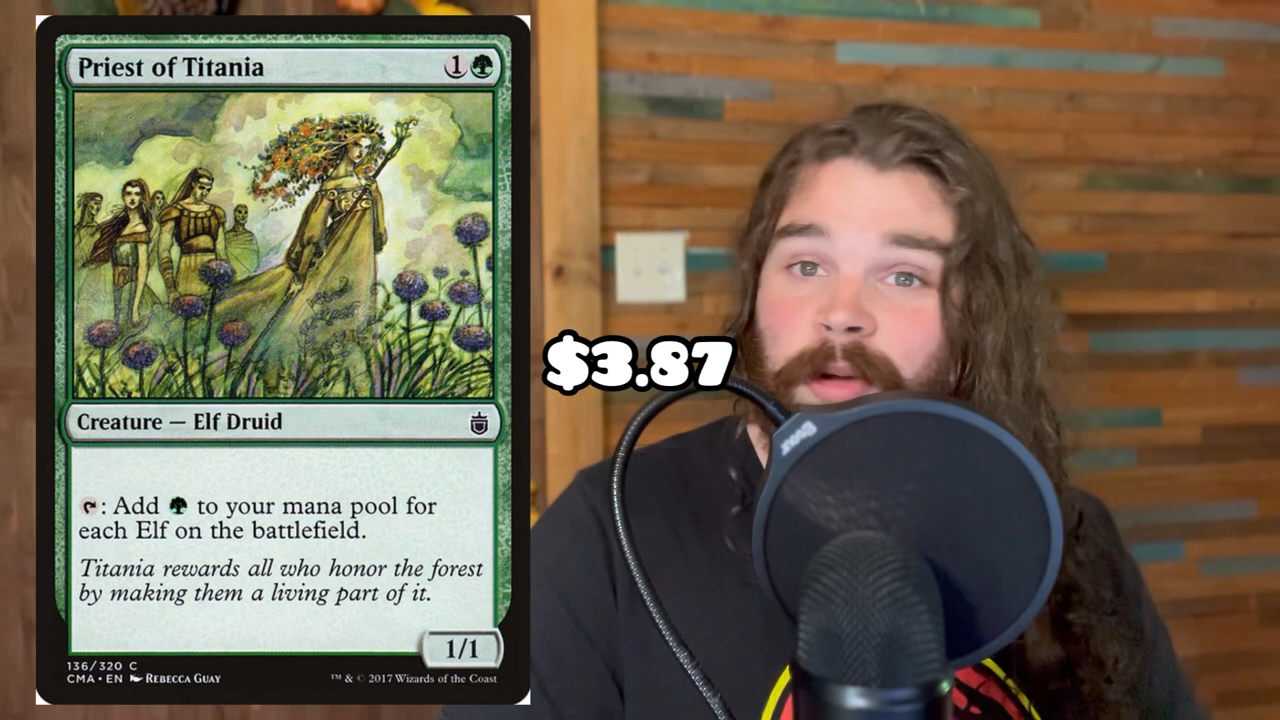 Priest of Titania 1
Creature — Elf Druid
: Add to your mana pool for
each Elf on the battlefield.
Titania rewards all who honor the forest
by making them a living part of it.
1/1
136/320 C
CMA • EN Rebecca Guay
™ & © 2017 Wizards of the Coast
$3.87